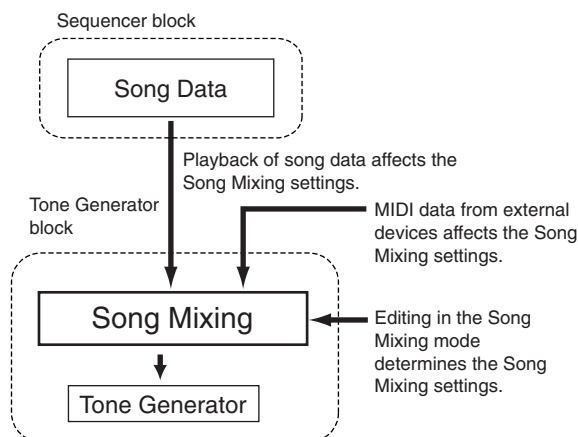 Sequencer block
Song Data
Playback of song data affects the
Song Mixing settings.
Tone Generator
block
MIDI data from external
devices affects the Song
Mixing settings.
Song Mixing
Editing in the Song
Mixing mode
determines the Song
Mixing settings.
Tone Generator